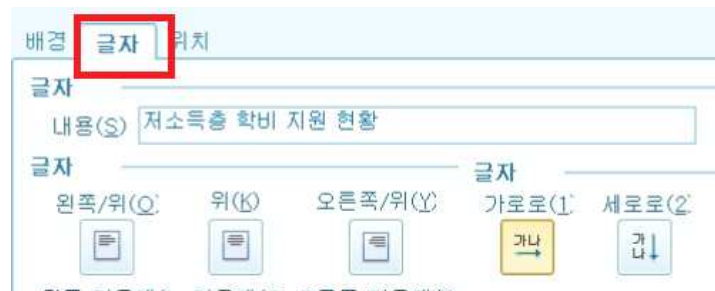 배경 글자 위치
글자
내용(S) 저소득층 학비 지원 현황
글자 글자
왼쪽/위(Q) 위(K) 오른쪽/위(Y) 가로로(1) 세로로(2)
가나 가나